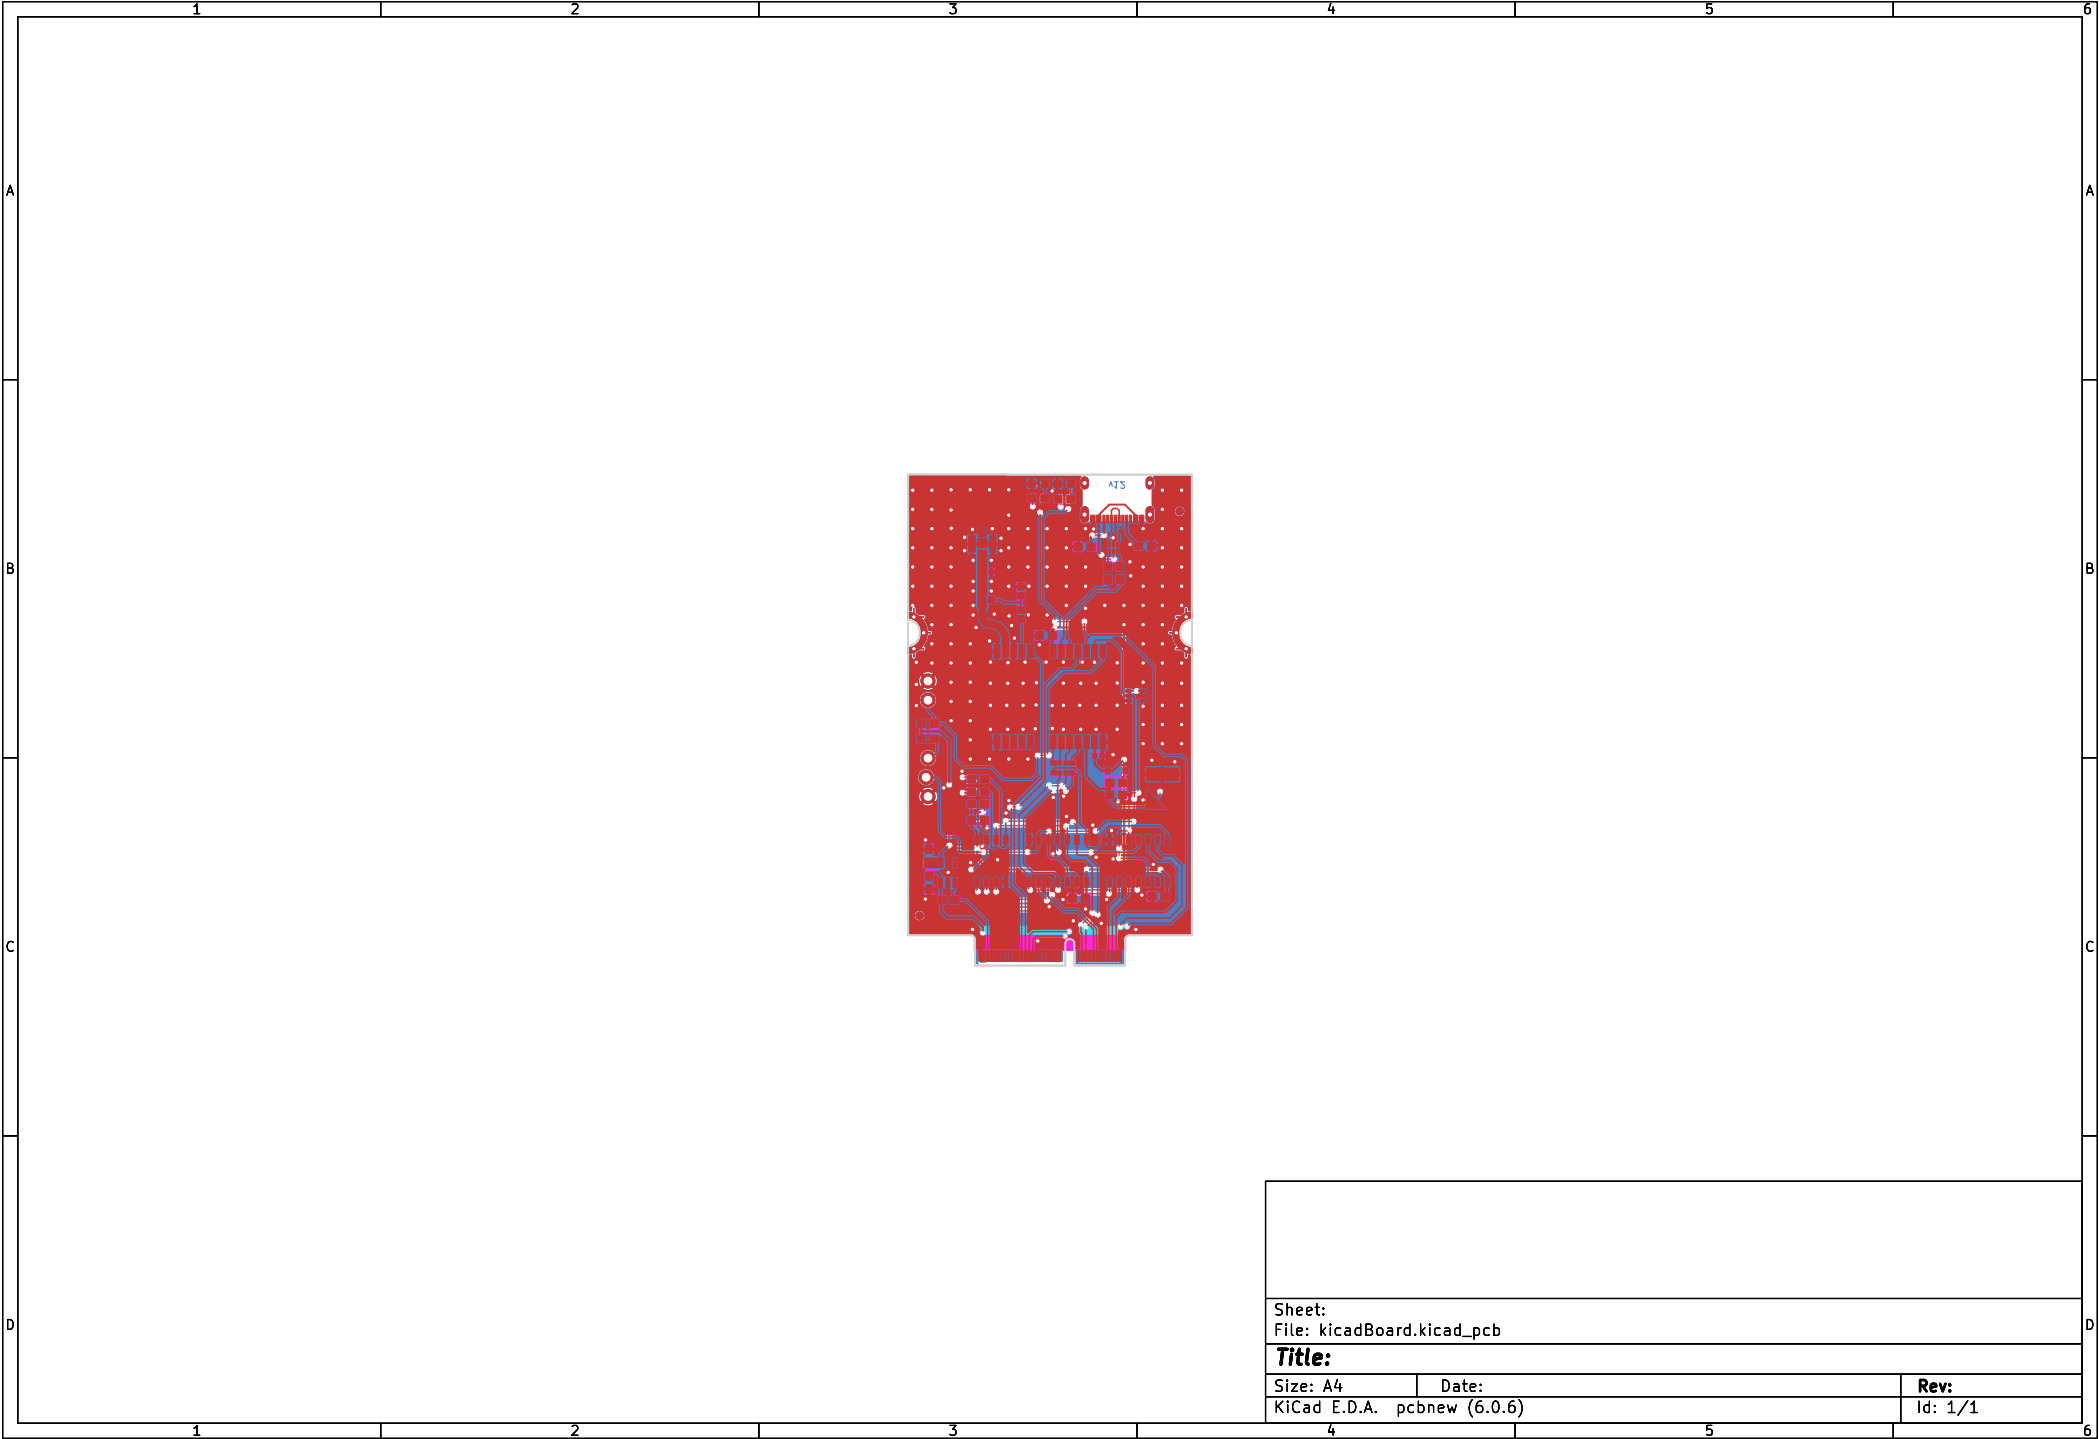 1 2 3 4 5 6
A A
B B
C C
D D
v12
Sheet:
File: kicadBoard.kicad_pcb
Title:
Size: A4 Date: Rev:
KiCad E.D.A. pcbnew (6.0.6) Id: 1/1
1 2 3 4 5 6